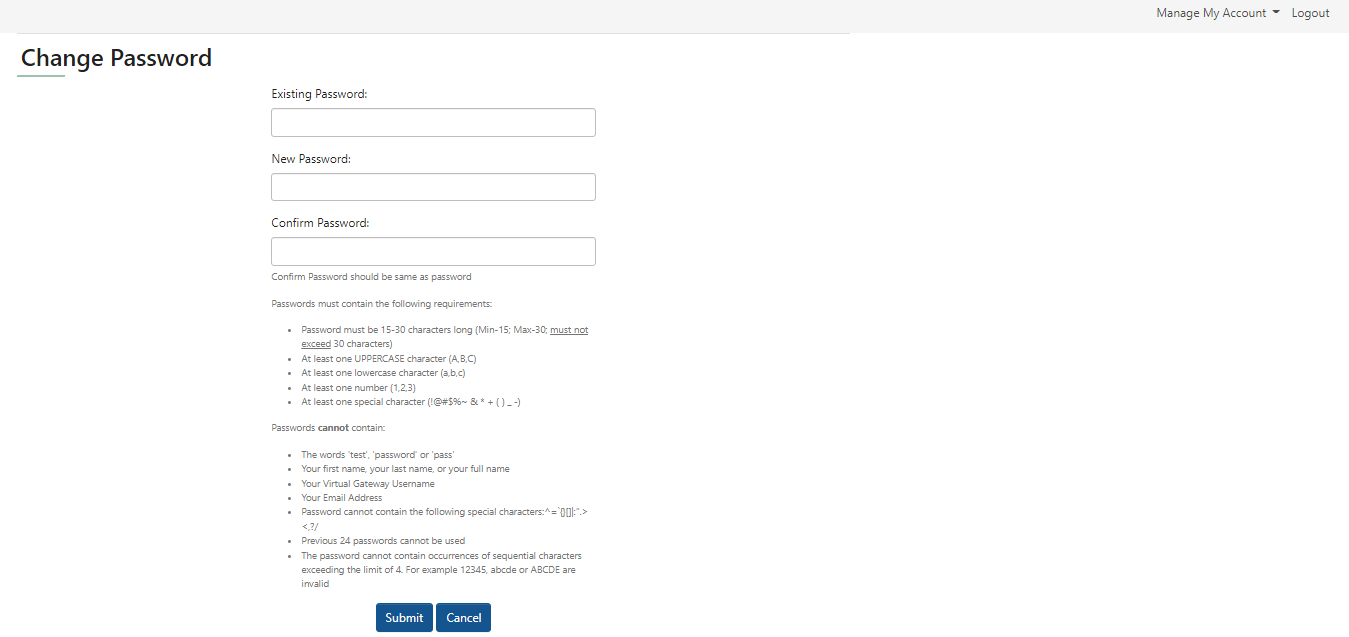 Manage My Account Logout
Change Password
Existing Password:
New Password:
Confirm Password:
Confirm Password should be same as password
Passwords must contain the following requirements:
• Password must be 15-30 characters long (Min-15; Max-30; must not
exceed 30 characters)
• At least one UPPERCASE character (A,B,C)
• At least one lowercase character (a,b,c)
• At least one number (1,2,3)
• At least one special character (!@#$%~ & * + ( ) _ -)
Passwords cannot contain:
• The words 'test', 'password' or 'pass'
• Your first name, your last name, or your full name
• Your Virtual Gateway Username
• Your Email Address
• Password cannot contain the following special characters:^=`{}[]|:".>
<,?/
• Previous 24 passwords cannot be used
• The password cannot contain occurrences of sequential characters
exceeding the limit of 4. For example 12345, abcde or ABCDE are
invalid
Submit Cancel